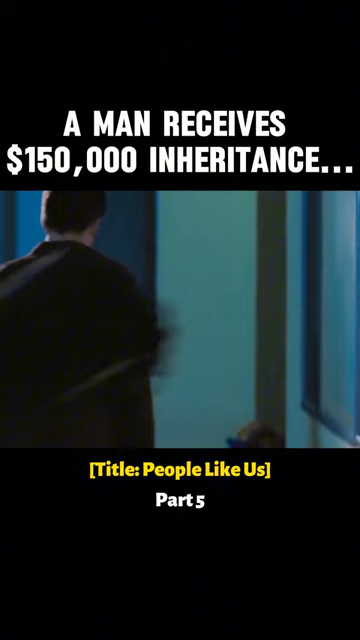 A MAN RECEIVES
$150,000 INHERITANCE...
[Title: People Like Us]
Part 5